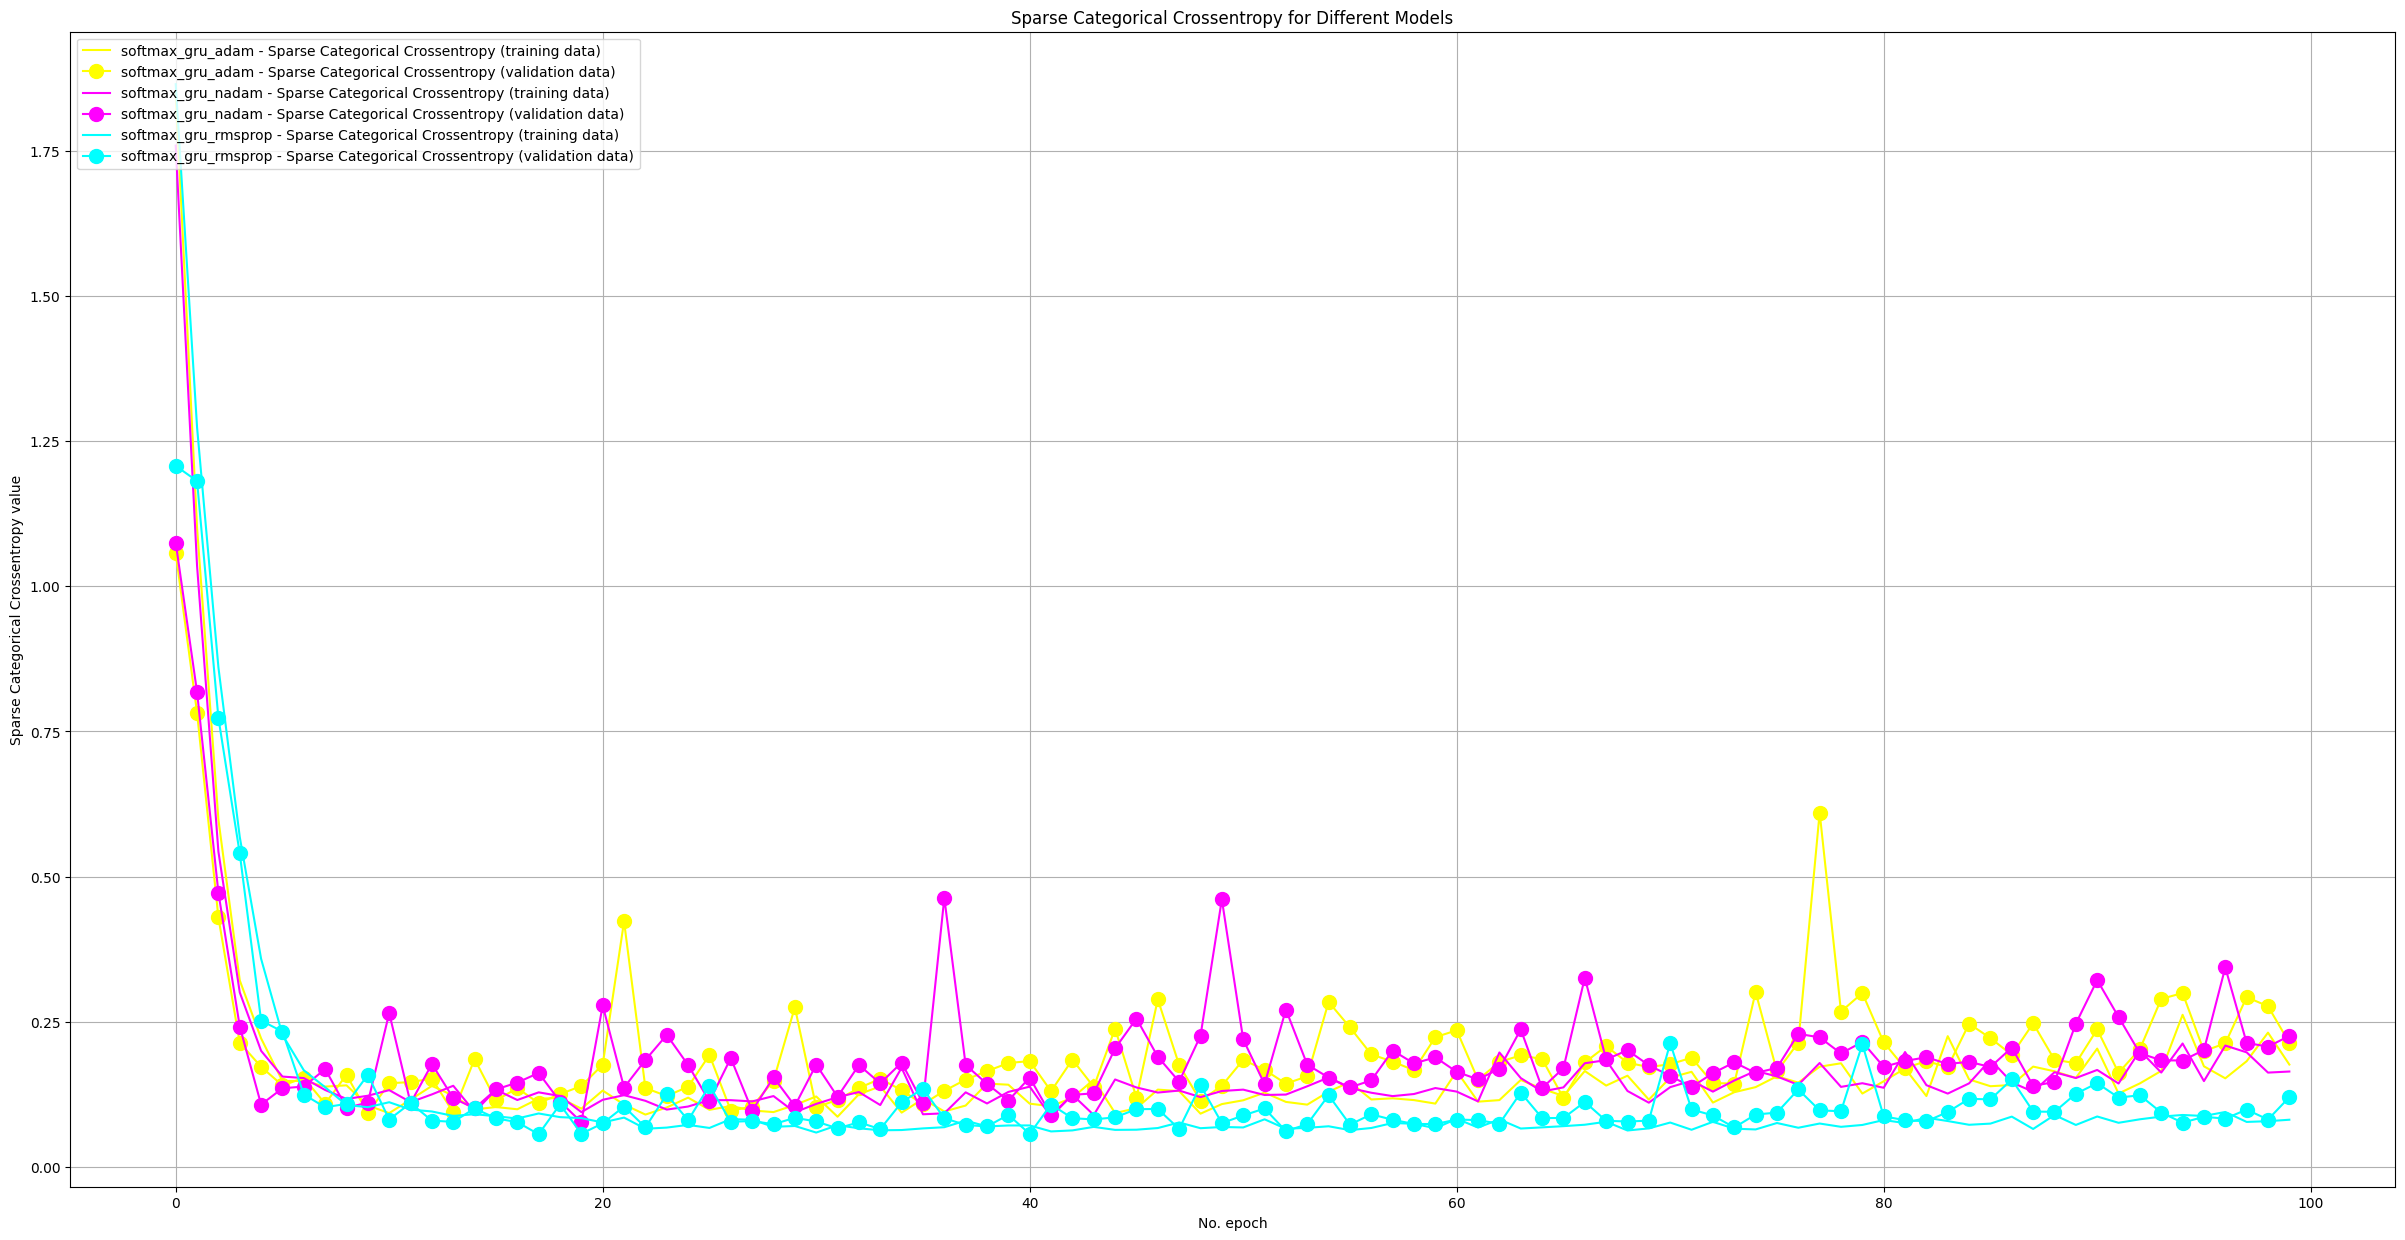 Sparse Categorical Crossentropy for Different Models
softmax_gru_adam - Sparse Categorical Crossentropy (training data)
softmax_gru_adam - Sparse Categorical Crossentropy (validation data)
softmax_gru_nadam - Sparse Categorical Crossentropy (training data)
softmax_gru_nadam - Sparse Categorical Crossentropy (validation data)
softmax_gru_rmsprop - Sparse Categorical Crossentropy (training data)
softmax_gru_rmsprop - Sparse Categorical Crossentropy (validation data)
Sparse Categorical Crossentropy value
1.75
1.50
1.25
1.00
0.75
0.50
0.25
0.00
0
20
40
60
80
100
No. epoch